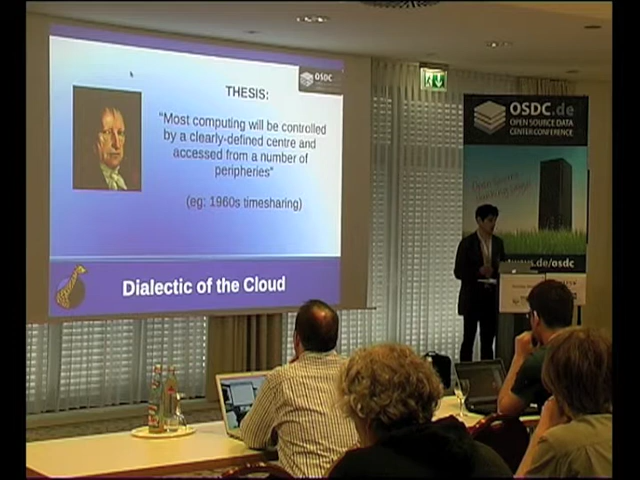 OSDC
THESIS:
"Most computing will be controlled
by a clearly-defined centre and
accessed from a number of
peripheries"
(eg: 1960s timesharing)
Dialectic of the Cloud
OSDC.de
OPEN SOURCE DATA
CENTER CONFERENCE
.de/osdc